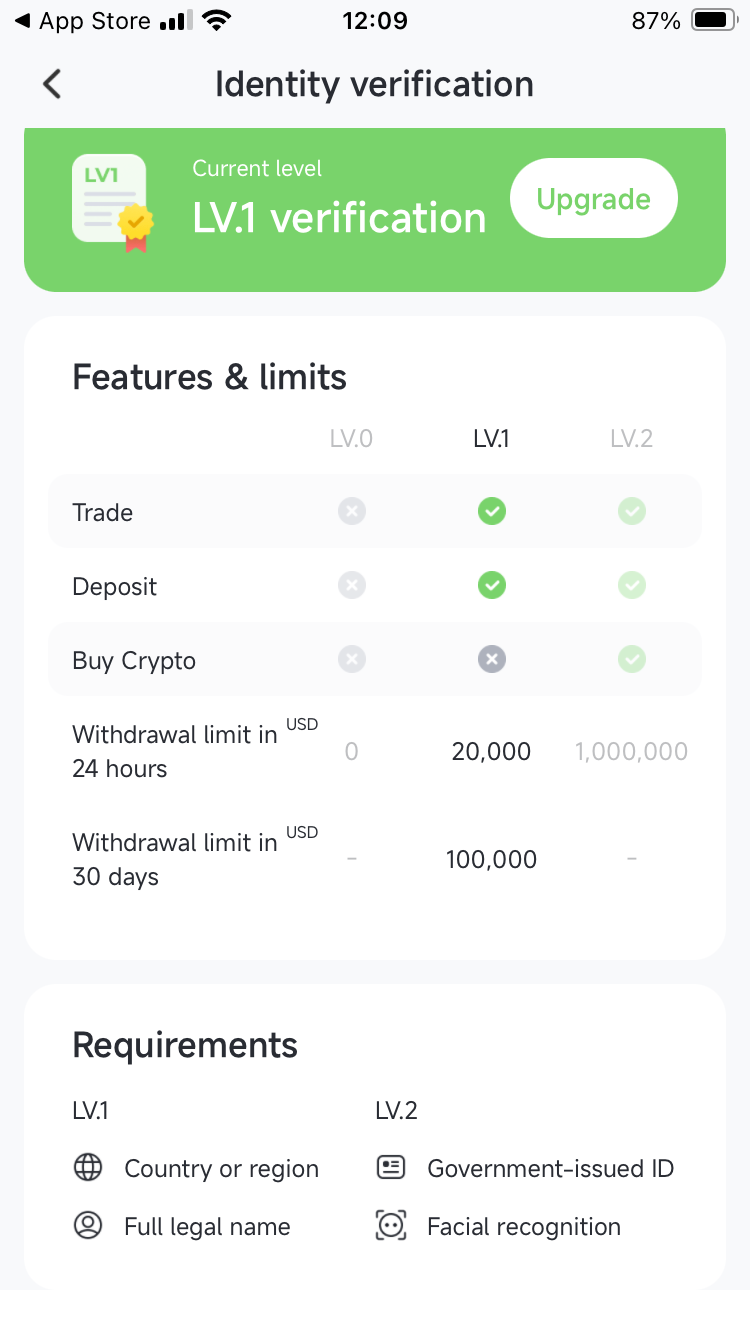 App Store 12:09 87%
Identity verification
LV1
Current level
LV.1 verification
Upgrade
Features & limits
LV.0 LV.1 LV.2
Trade
Deposit
Buy Crypto
Withdrawal limit in USD
24 hours
0 20,000 1,000,000
Withdrawal limit in USD
30 days
- 100,000 -
Requirements
LV.1 LV.2
Country or region Government-issued ID
Full legal name Facial recognition